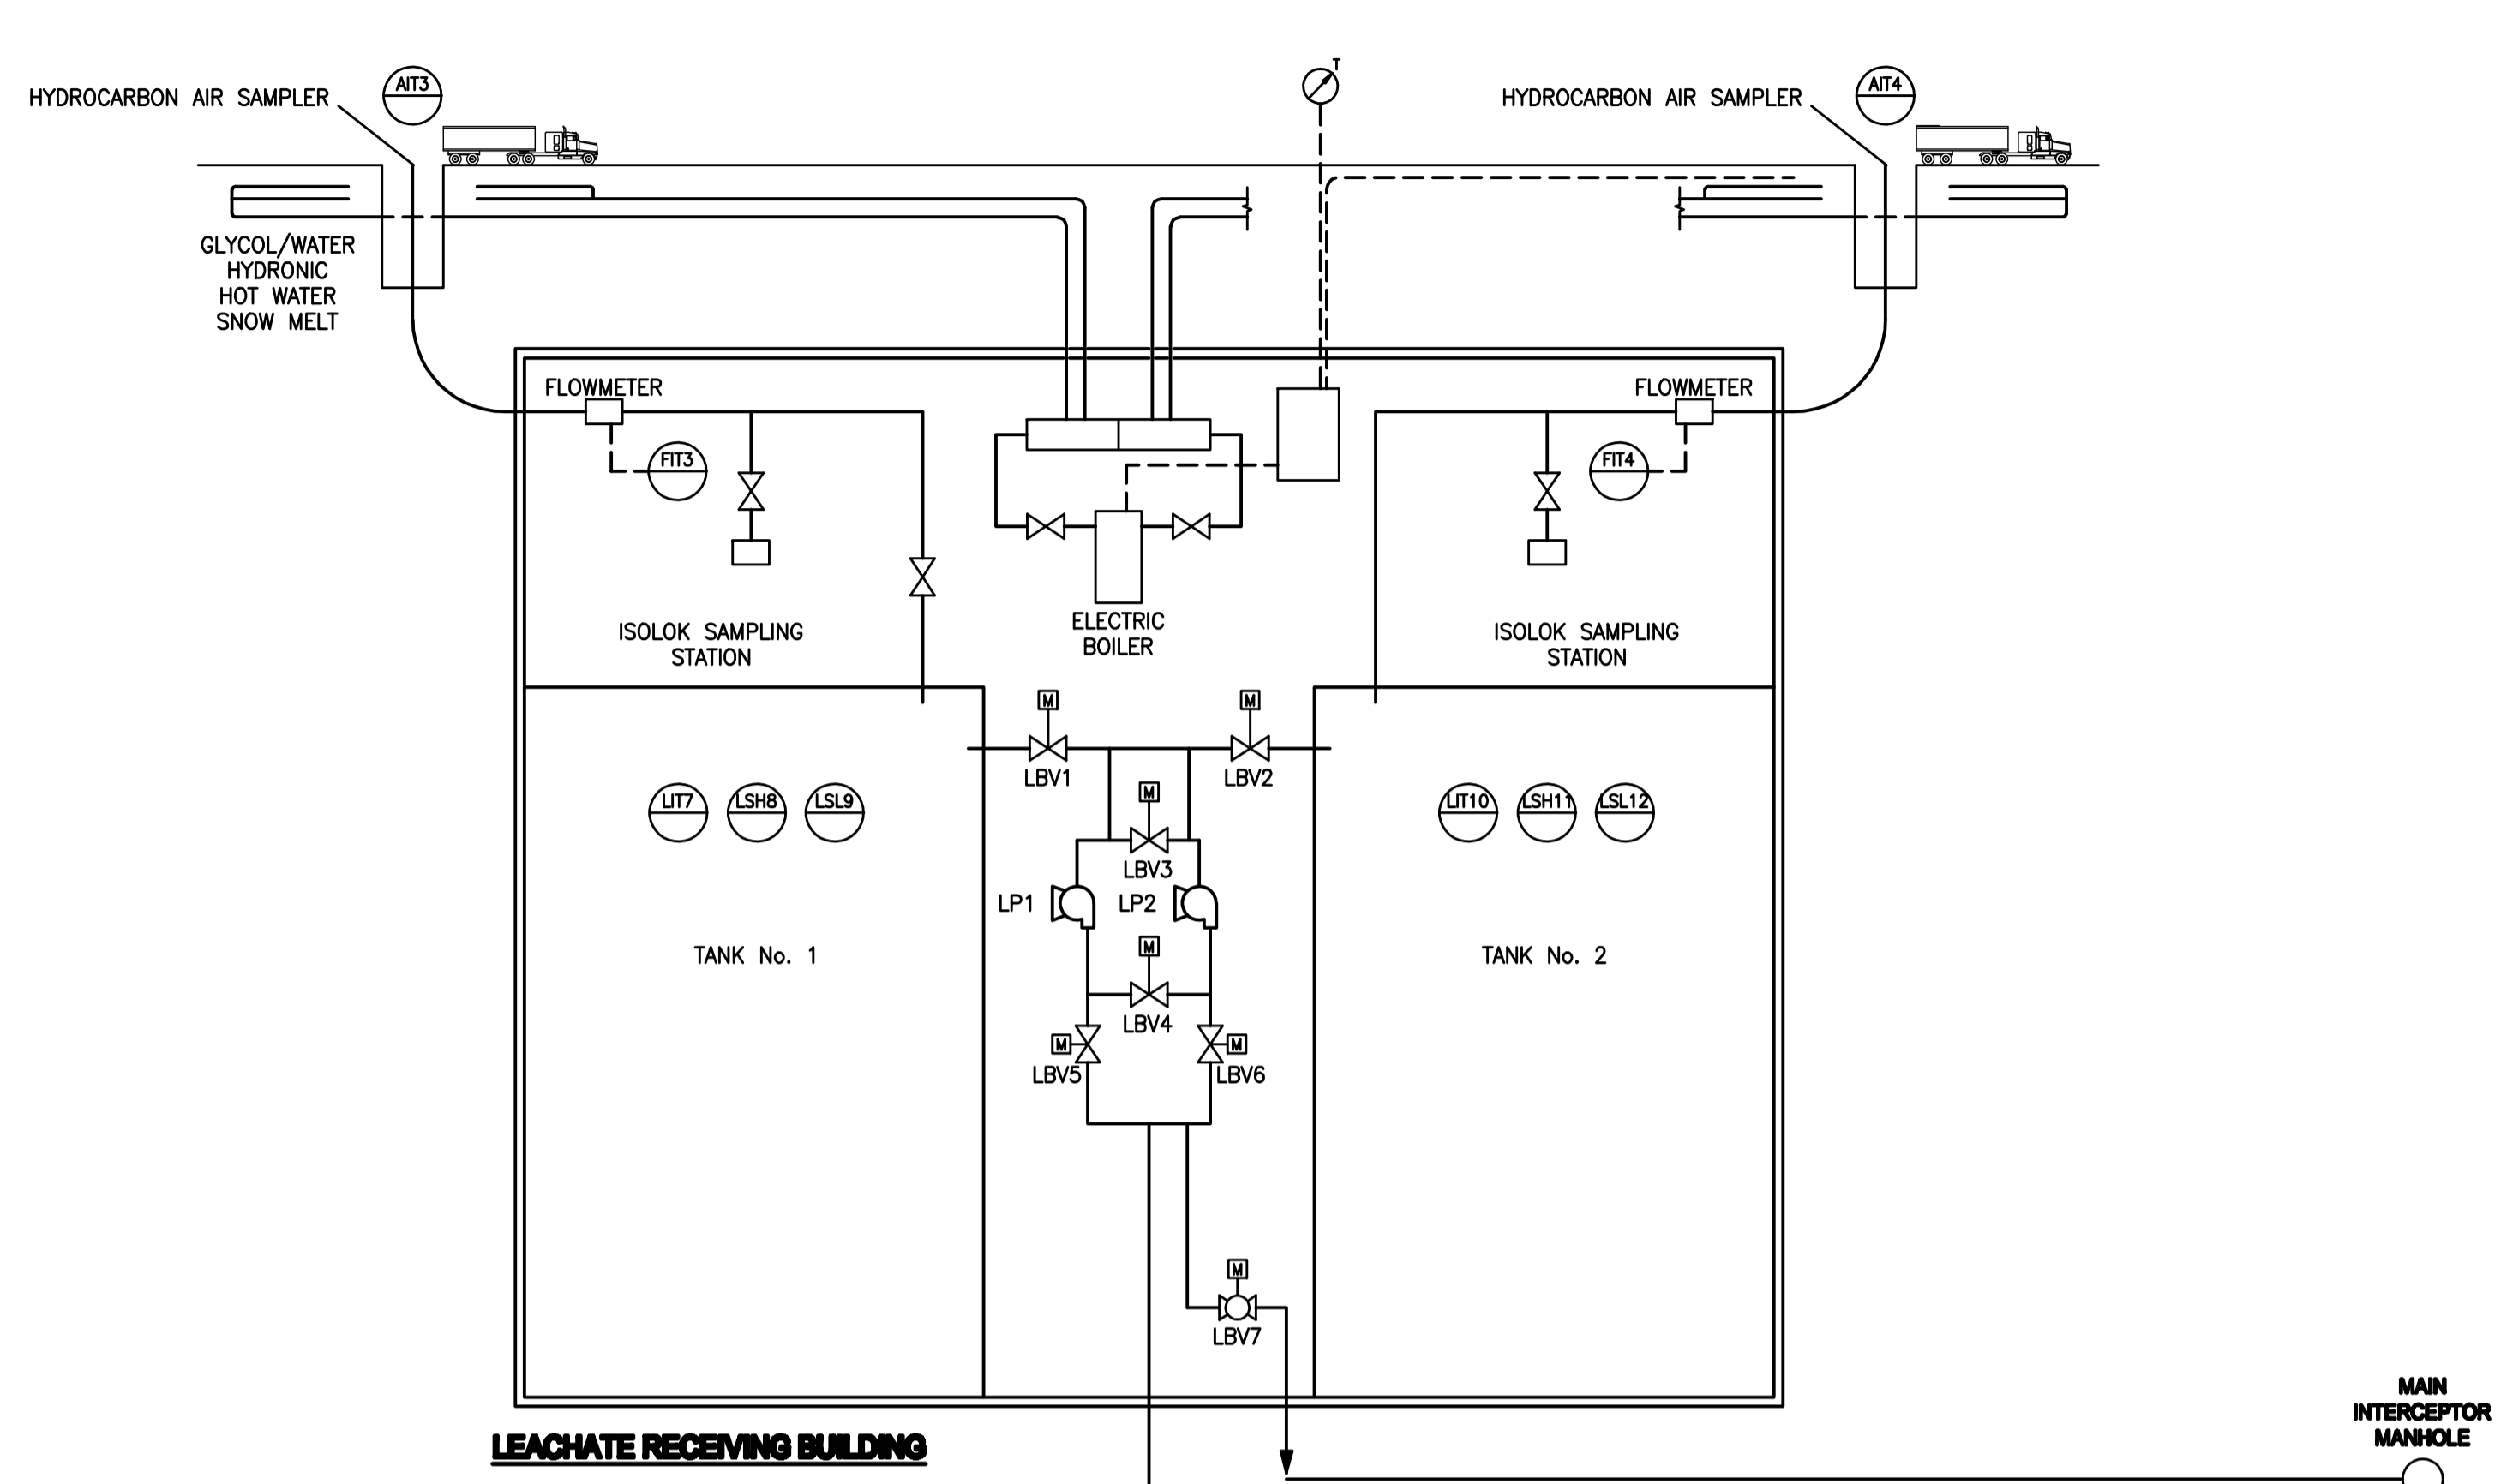 T
HYDROCARBON AIR SAMPLER
AIT3
HYDROCARBON AIR SAMPLER
AIT4
GLYCOL/WATER
HYDRONIC
HOT WATER
SNOW MELT
FLOWMETER
FLOWMETER
FIT3
FIT4
ISOLOK SAMPLING
STATION
ELECTRIC
BOILER
ISOLOK SAMPLING
STATION
M
M
LBV1
LBV2
LIT7
LSH8
LSL9
M
LIT10
LSH11
LSL12
LBV3
LP1
LP2
TANK No. 1
M
TANK No. 2
LBV4
M
M
LBV5
LBV6
M
LBV7
LEACHATE RECEIVING BUILDING
MAIN
INTERCEPTOR
MANHOLE